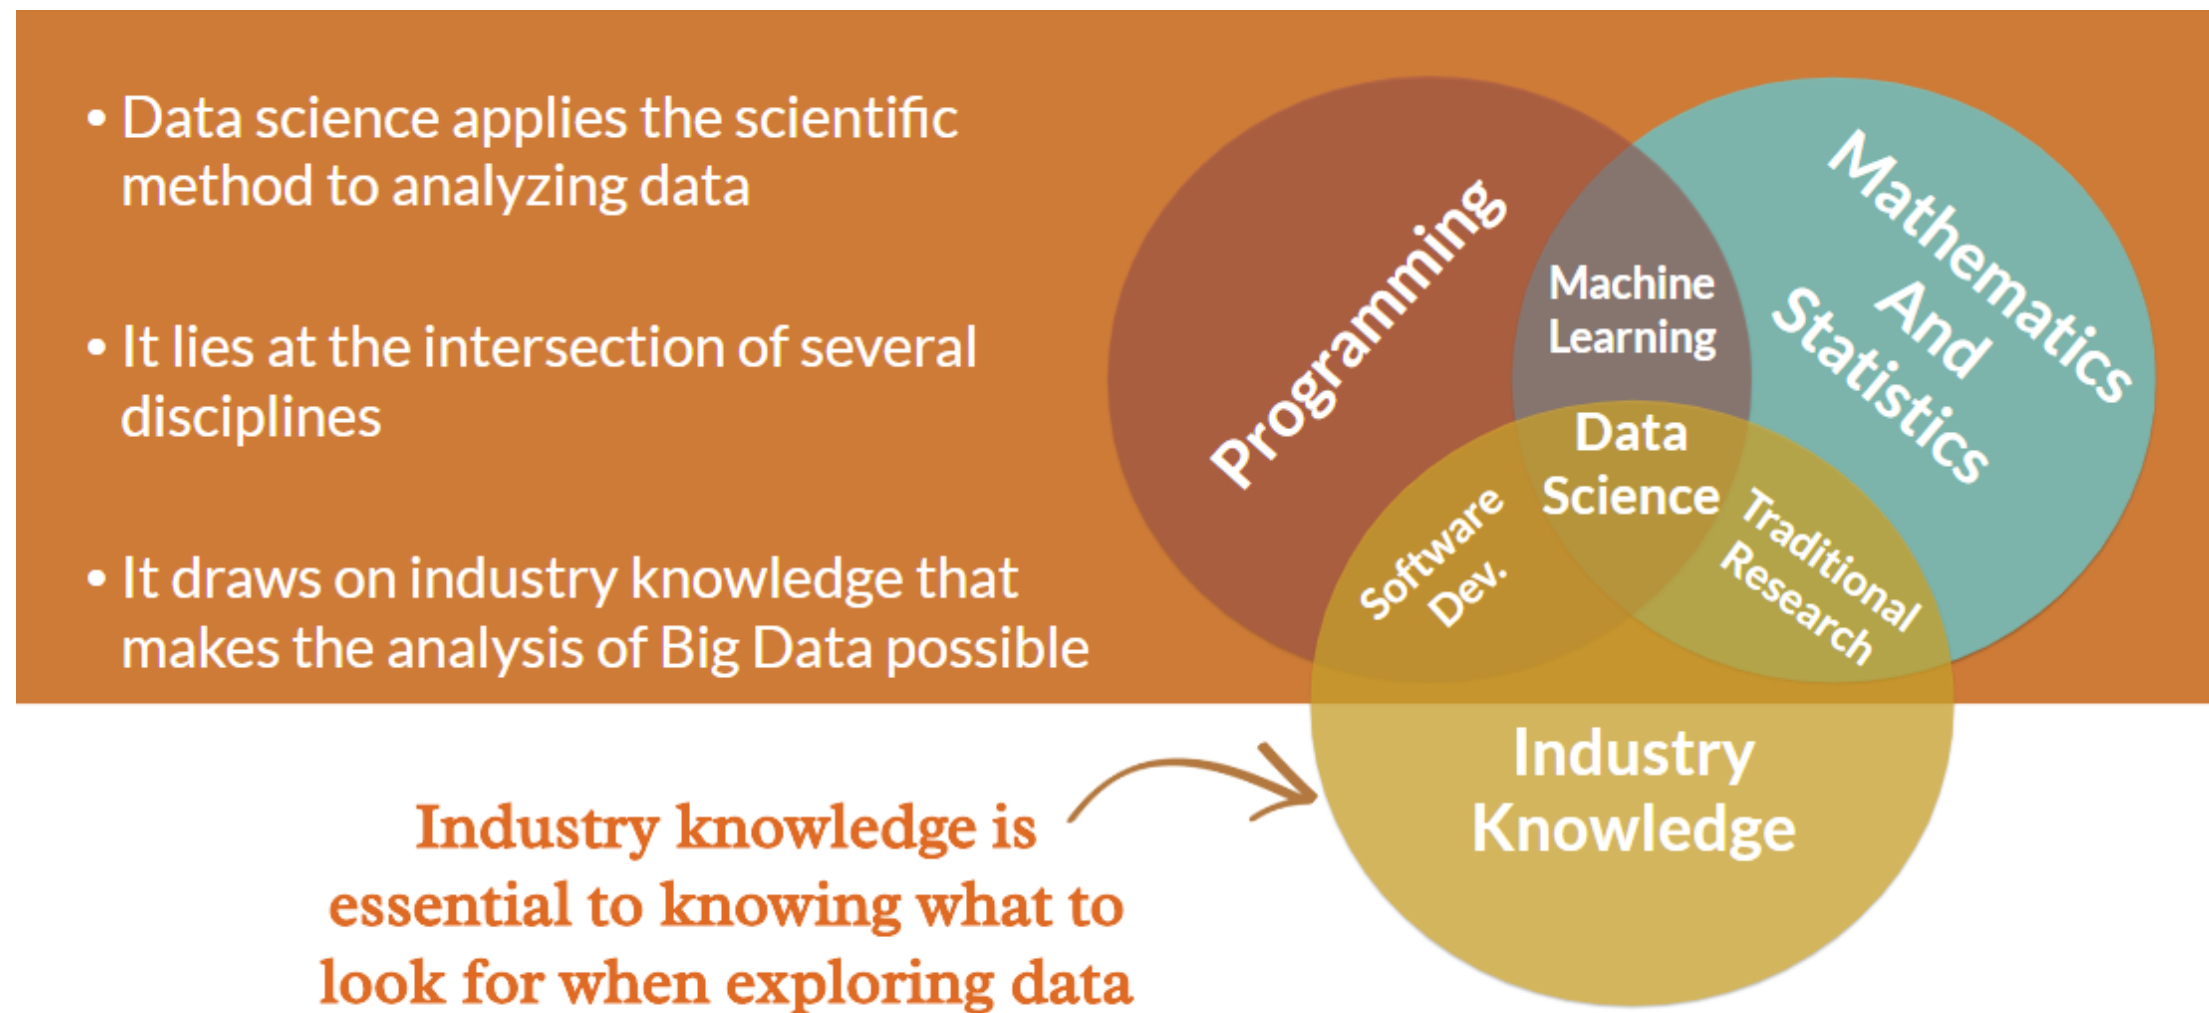 • Data science applies the scientific
method to analyzing data
• It lies at the intersection of several
disciplines
• It draws on industry knowledge that
makes the analysis of Big Data possible
Programming
Mathematics
And
Statistics
Machine
Learning
Data
Science
Software
Dev.
Traditional
Research
Industry
Knowledge
Industry knowledge is
essential to knowing what to
look for when exploring data